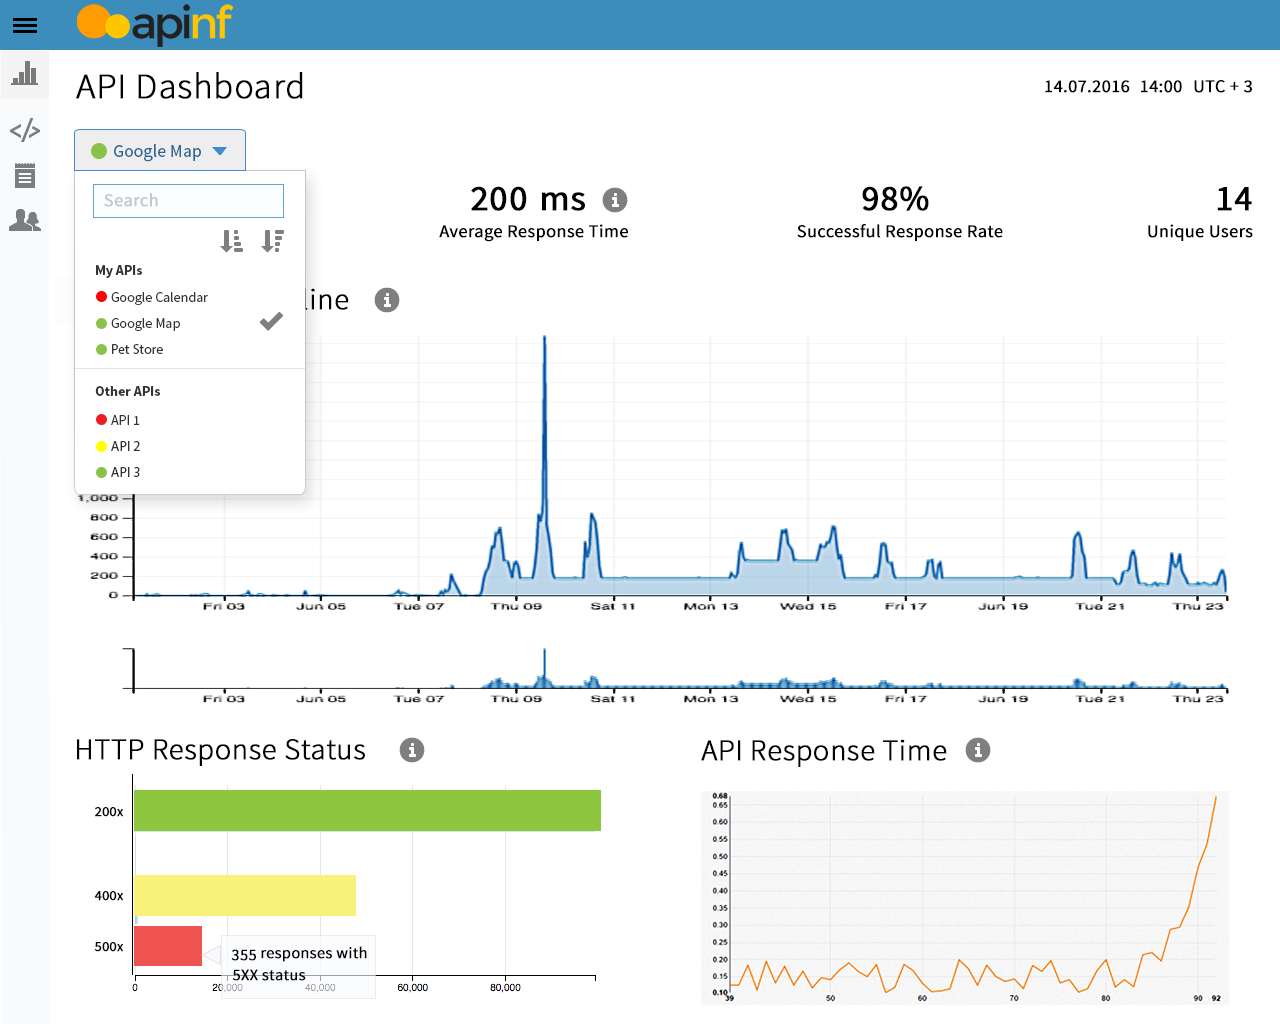 apinf
API Dashboard
14.07.2016 14:00 UTC + 3
Google Map
Search
My APIs
Google Calendar
Google Map
Pet Store
Other APIs
API 1
API 2
API 3
200 ms
Average Response Time
98%
Successful Response Rate
14
Unique Users
line
1,000
800
600
400
200
0
Fri 03 Jun 05 Tue 07 Thu 09 Sat 11 Mon 13 Wed 15 Fri 17 Jun 19 Tue 21 Thu 23
Fri 03 Jun 05 Tue 07 Thu 09 Sat 11 Mon 13 Wed 15 Fri 17 Jun 19 Tue 21 Thu 23
HTTP Response Status
200x
400x
500x
355 responses with
5XX status
0 20,000 40,000 60,000 80,000
API Response Time
0.68
0.65
0.60
0.55
0.50
0.45
0.40
0.35
0.30
0.25
0.20
0.15
0.10
39 50 60 70 80 90 92